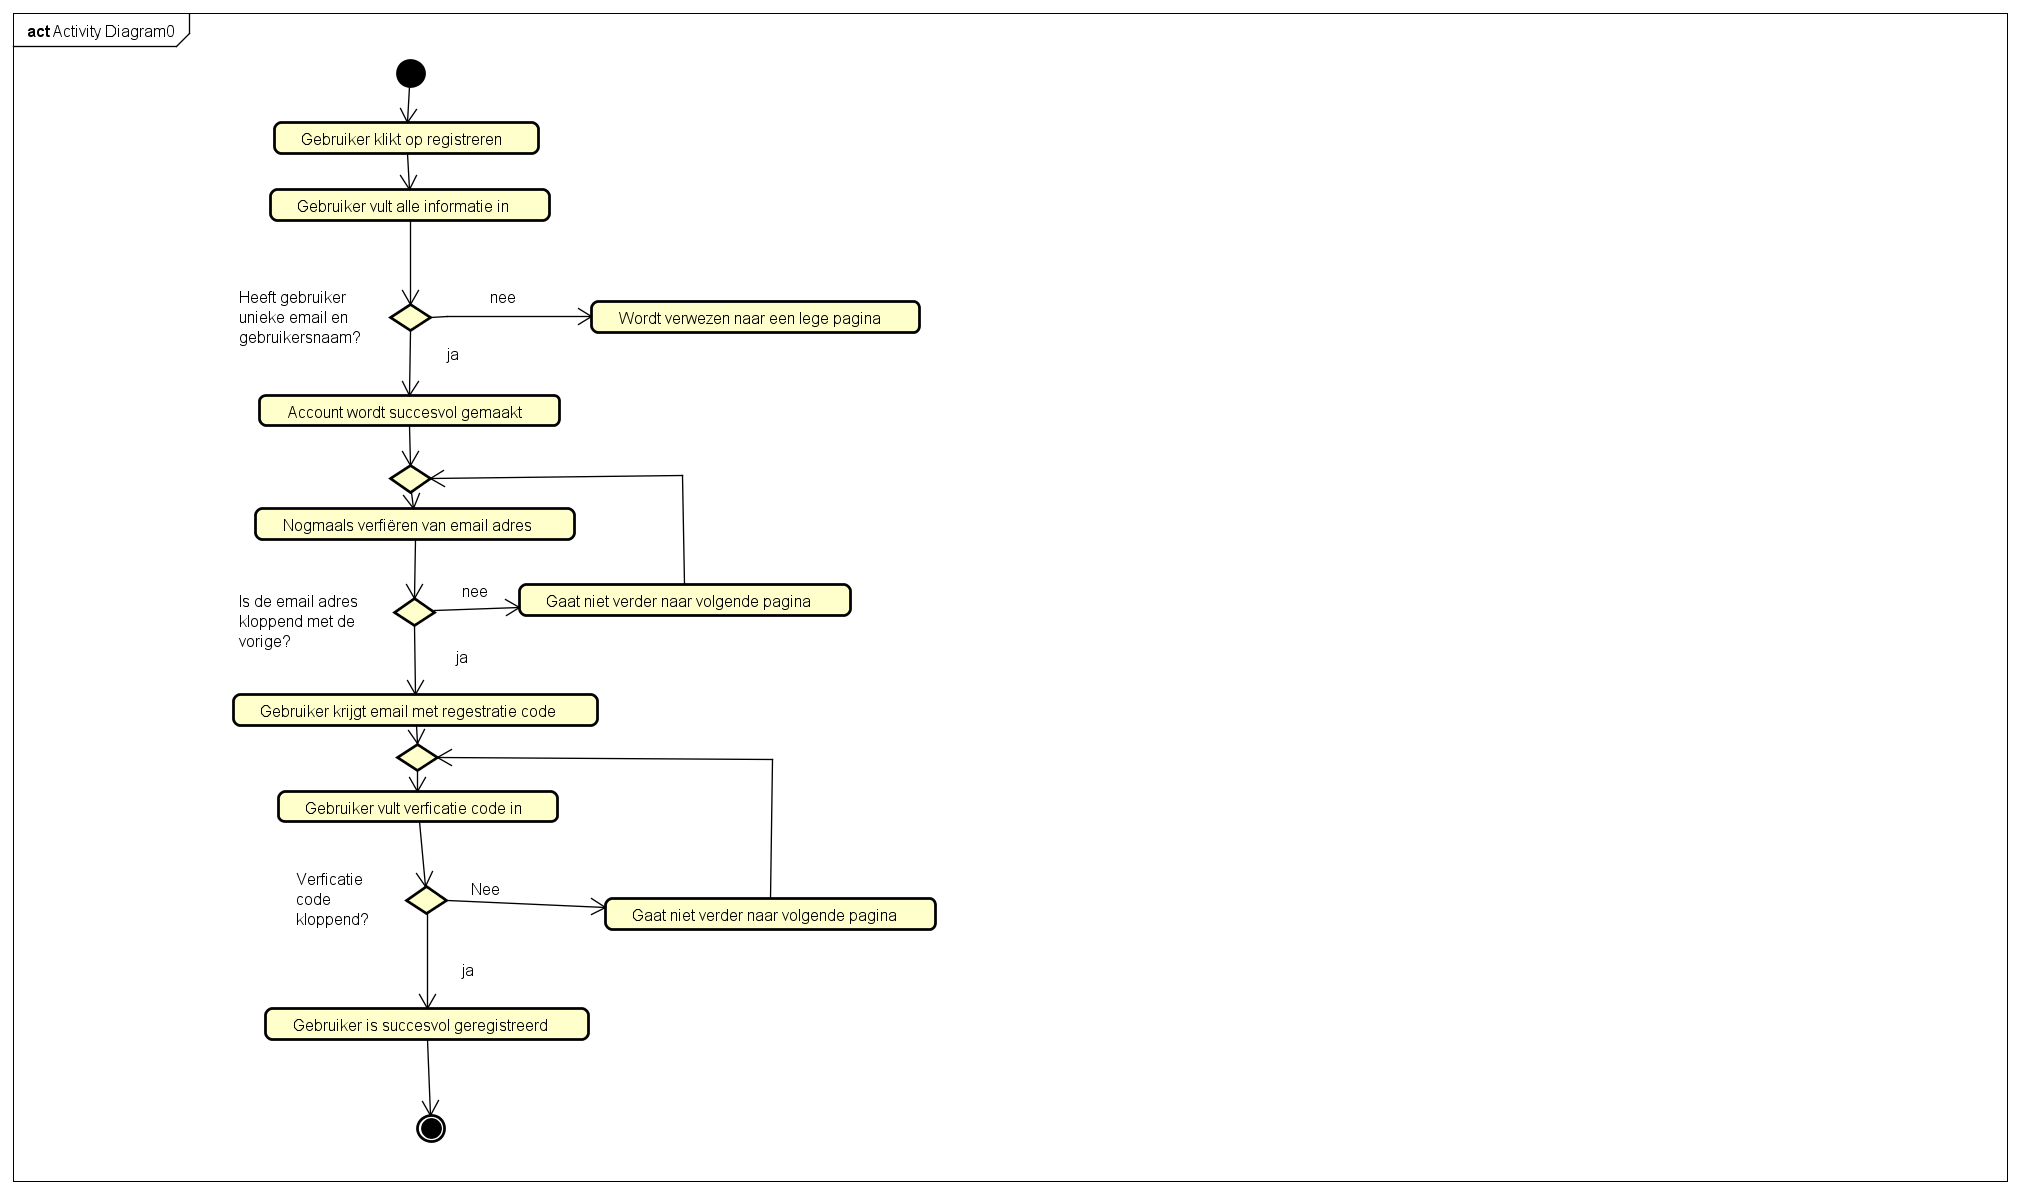 act Activity Diagram0
Gebruiker klikt op registreren
Gebruiker vult alle informatie in
Heeft gebruiker
unieke email en
gebruikersnaam?
nee
Wordt verwezen naar een lege pagina
ja
Account wordt succesvol gemaakt
Nogmaals verfiëren van email adres
Is de email adres
kloppend met de
vorige?
nee
Gaat niet verder naar volgende pagina
ja
Gebruiker krijgt email met regestratie code
Gebruiker vult verficatie code in
Verficatie
code
kloppend?
Nee
Gaat niet verder naar volgende pagina
ja
Gebruiker is succesvol geregistreerd